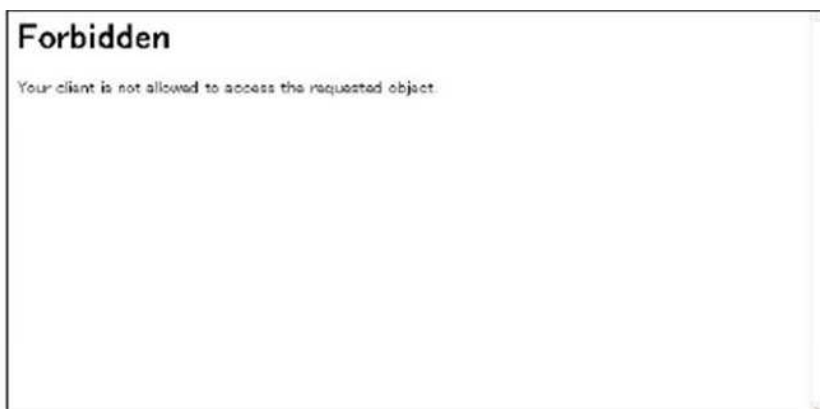 Forbidden
Your client is not allowed to access the requested object.